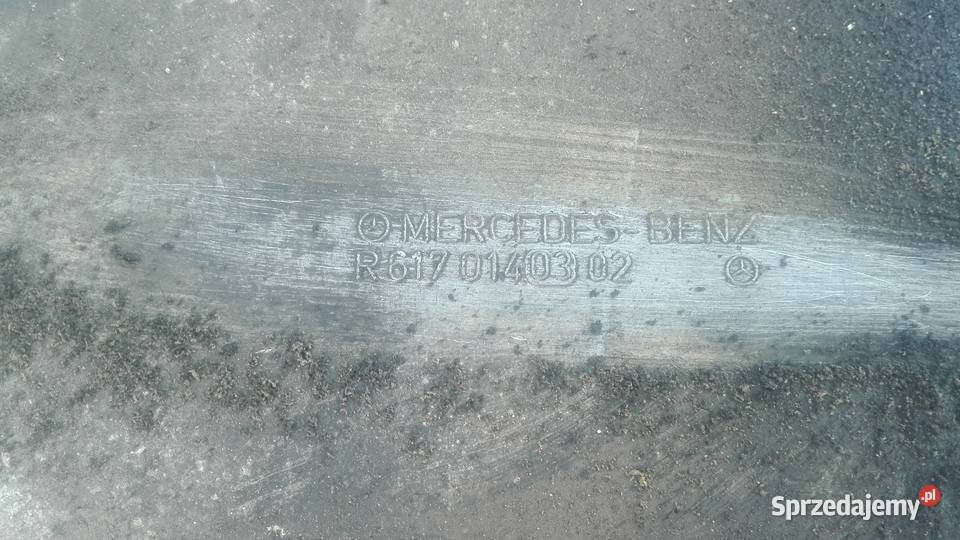 MERCEDES-BENZ
R 617 014 03 02
Sprzedajemy.pl